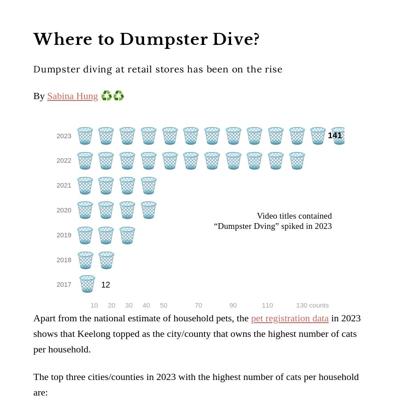 Where to Dumpster Dive?
Dumpster diving at retail stores has been on the rise
By Sabina Hung ♻️♻️
2023 141
2022
2021
2020
2019
2018
2017 12
Video titles contained
“Dumpster Dving” spiked in 2023
10 20 30 40 50 70 90 110 130 counts
Apart from the national estimate of household pets, the pet registration data in 2023
shows that Keelong topped as the city/county that owns the highest number of cats
per household.
The top three cities/counties in 2023 with the highest number of cats per household
are: